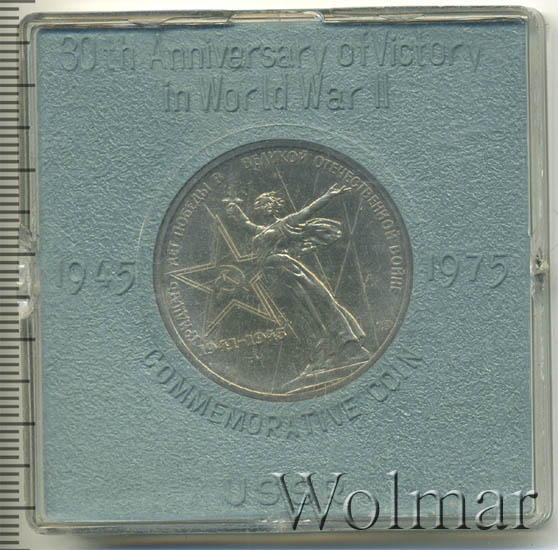 30th Anniversary of Victory
in World War II
ТРИДЦАТЬ ЛЕТ ПОБЕДЫ В ВЕЛИКОЙ ОТЕЧЕСТВЕННОЙ ВОЙНЕ
1945
1975
1941-1945
COMMEMORATIVE COIN
USSR
Wolmar